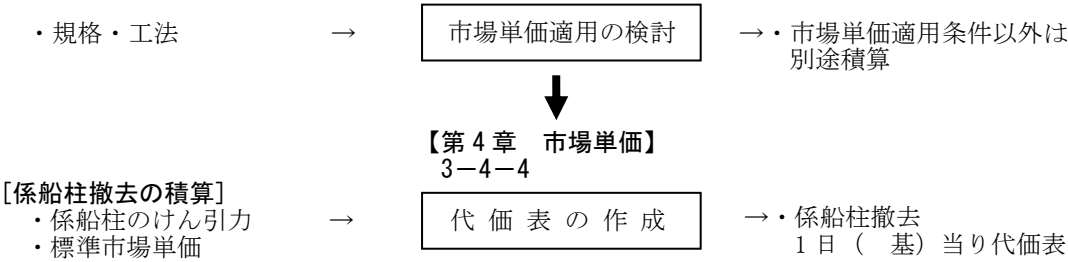 ・規格・工法 → 市場単価適用の検討 →・市場単価適用条件以外は
別途積算
【第4章 市場単価】
3－4－4
[係船柱撤去の積算]
・係船柱のけん引力 → 代価表の作成 →・係船柱撤去
・標準市場単価 1日（ 基）当り代価表